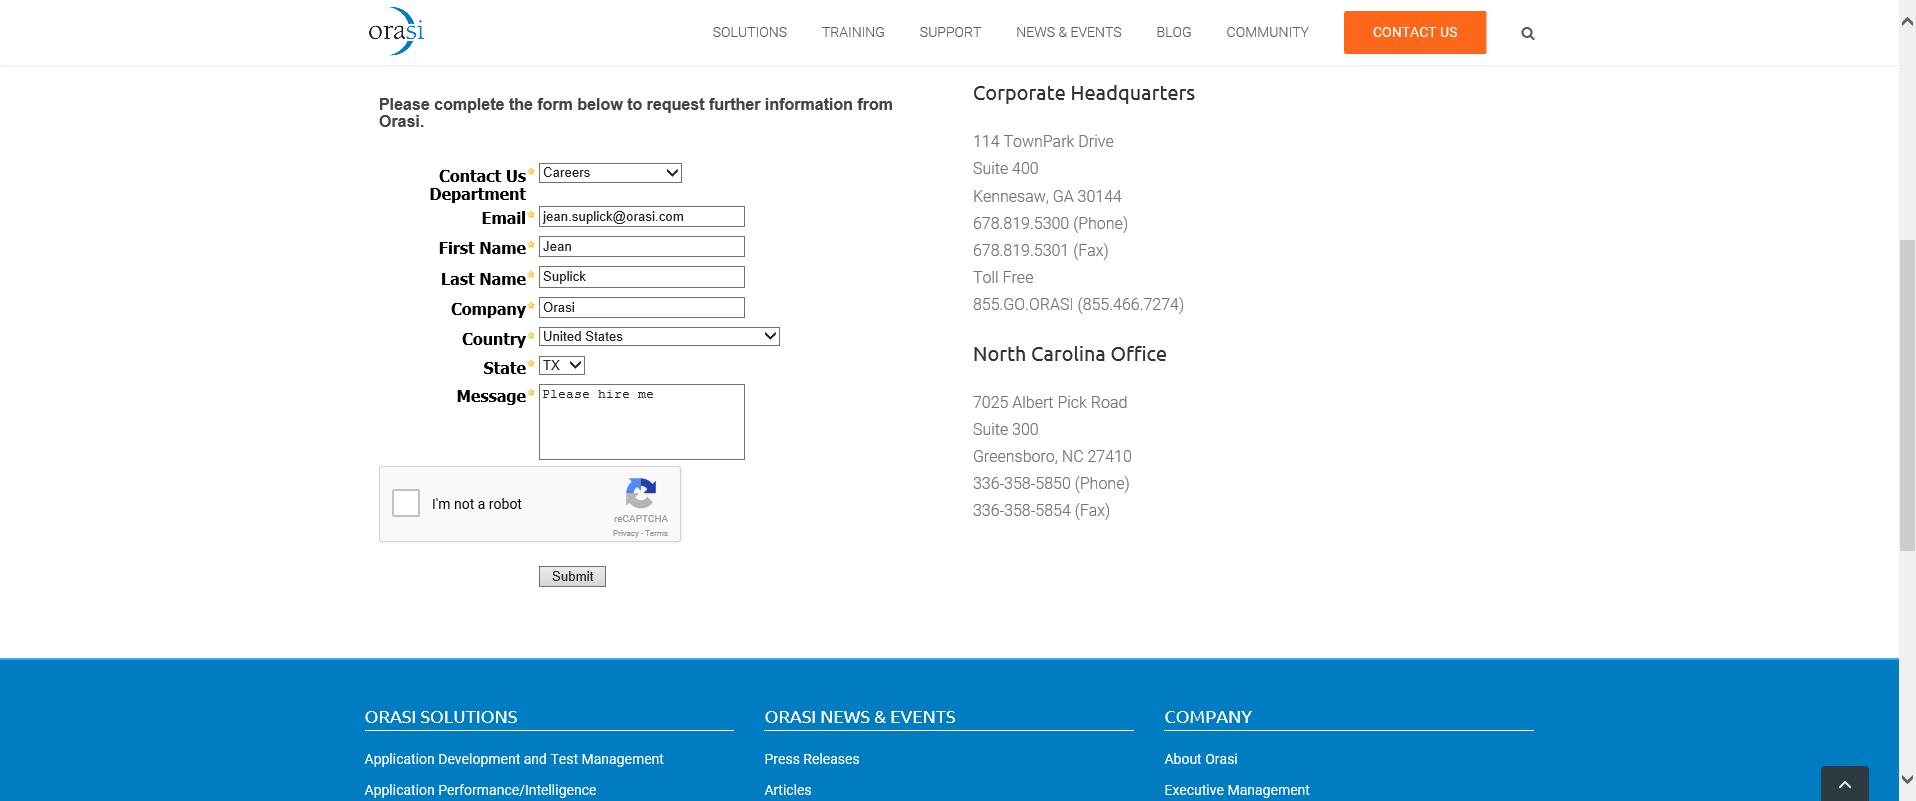 orasi
SOLUTIONS TRAINING SUPPORT NEWS & EVENTS BLOG COMMUNITY CONTACT US
Please complete the form below to request further information from
Orasi.
Contact Us* Careers
Department
Email* jean.suplick@orasi.com
First Name* Jean
Last Name* Suplick
Company* Orasi
Country* United States
State* TX
Message* Please hire me
I'm not a robot
reCAPTCHA
Privacy - Terms
Submit
Corporate Headquarters
114 TownPark Drive
Suite 400
Kennesaw, GA 30144
678.819.5300 (Phone)
678.819.5301 (Fax)
Toll Free
855.GO.ORASI (855.466.7274)
North Carolina Office
7025 Albert Pick Road
Suite 300
Greensboro, NC 27410
336-358-5850 (Phone)
336-358-5854 (Fax)
ORASI SOLUTIONS
Application Development and Test Management
Application Performance/Intelligence
ORASI NEWS & EVENTS
Press Releases
Articles
COMPANY
About Orasi
Executive Management